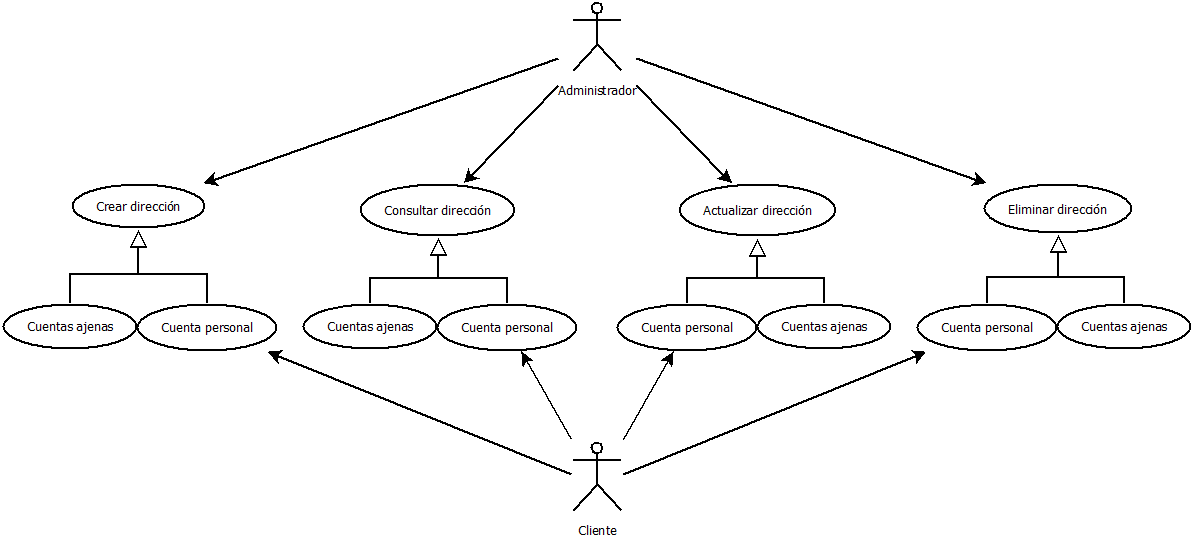 Administrador
Crear dirección
Consultar dirección
Actualizar dirección
Eliminar dirección
Cuentas ajenas
Cuenta personal
Cuentas ajenas
Cuenta personal
Cuenta personal
Cuentas ajenas
Cuenta personal
Cuentas ajenas
Cliente